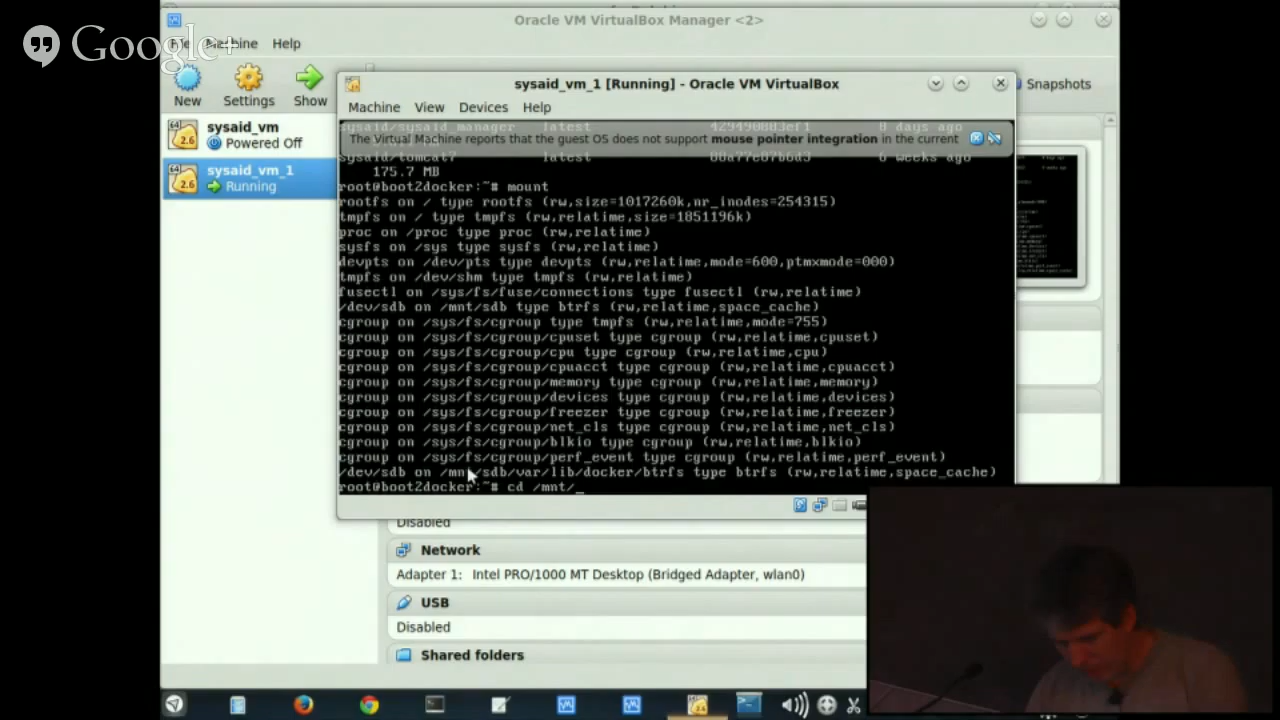 Google+
Oracle VM VirtualBox Manager <2>
File Machine Help
New Settings Show
Snapshots
sysaid_vm
Powered Off
sysaid_vm_1
Running
sysaid_vm_1 [Running] - Oracle VM VirtualBox
Machine View Devices Help
sysaid/sysaid_manager latest 8 days ago
The Virtual Machine reports that the guest OS does not support mouse pointer integration in the current
sysaid/tomcat7 latest 6 weeks ago
175.7 MB
root@boot2docker:~# mount
rootfs on / type rootfs (rw,size=1017260k,nr_inodes=254315)
tmpfs on / type tmpfs (rw,relatime,size=1851196k)
proc on /proc type proc (rw,relatime)
sysfs on /sys type sysfs (rw,relatime)
devpts on /dev/pts type devpts (rw,relatime,mode=600,ptmxmode=000)
tmpfs on /dev/shm type tmpfs (rw,relatime)
fusectl on /sys/fs/fuse/connections type fusectl (rw,relatime)
/dev/sdb on /mnt/sdb type btrfs (rw,relatime,space_cache)
cgroup on /sys/fs/cgroup type tmpfs (rw,relatime,mode=755)
cgroup on /sys/fs/cgroup/cpuset type cgroup (rw,relatime,cpuset)
cgroup on /sys/fs/cgroup/cpu type cgroup (rw,relatime,cpu)
cgroup on /sys/fs/cgroup/cpuacct type cgroup (rw,relatime,cpuacct)
cgroup on /sys/fs/cgroup/memory type cgroup (rw,relatime,memory)
cgroup on /sys/fs/cgroup/devices type cgroup (rw,relatime,devices)
cgroup on /sys/fs/cgroup/freezer type cgroup (rw,relatime,freezer)
cgroup on /sys/fs/cgroup/net_cls type cgroup (rw,relatime,net_cls)
cgroup on /sys/fs/cgroup/blkio type cgroup (rw,relatime,blkio)
cgroup on /sys/fs/cgroup/perf_event type cgroup (rw,relatime,perf_event)
/dev/sdb on /mnt/sdb/var/lib/docker/btrfs type btrfs (rw,relatime,space_cache)
root@boot2docker:~# cd /mnt/_
Disabled
Network
Adapter 1: Intel PRO/1000 MT Desktop (Bridged Adapter, wlan0)
USB
Disabled
Shared folders